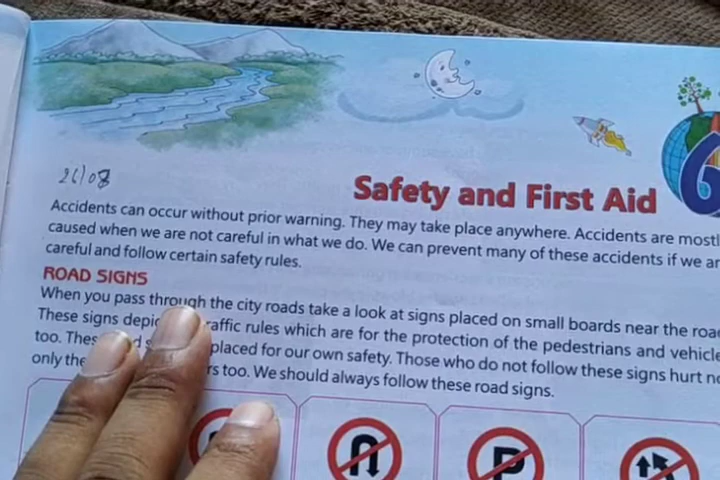 26/08
6
Safety and First Aid
Accidents can occur without prior warning. They may take place anywhere. Accidents are mostl
caused when we are not careful in what we do. We can prevent many of these accidents if we ar
careful and follow certain safety rules.
ROAD SIGNS
When you pass through the city roads take a look at signs placed on small boards near the road
These signs depic raffic rules which are for the protection of the pedestrians and vehicle
too. Thes d s placed for our own safety. Those who do not follow these signs hurt no
only the rs too. We should always follow these road signs.
P